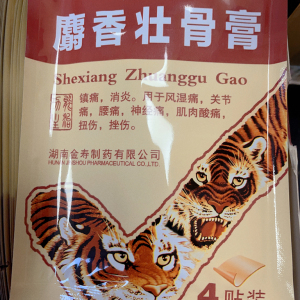 麝香壮骨膏
Shexiang Zhuanggu Gao
镇痛，消炎。用于风湿痛，关节
痛，腰痛，神经痛，肌肉酸痛，
扭伤，挫伤。
湖南金寿制药有限公司
HUNAN JINSHOU PHARMACEUTICAL CO.,LTD.
4贴装